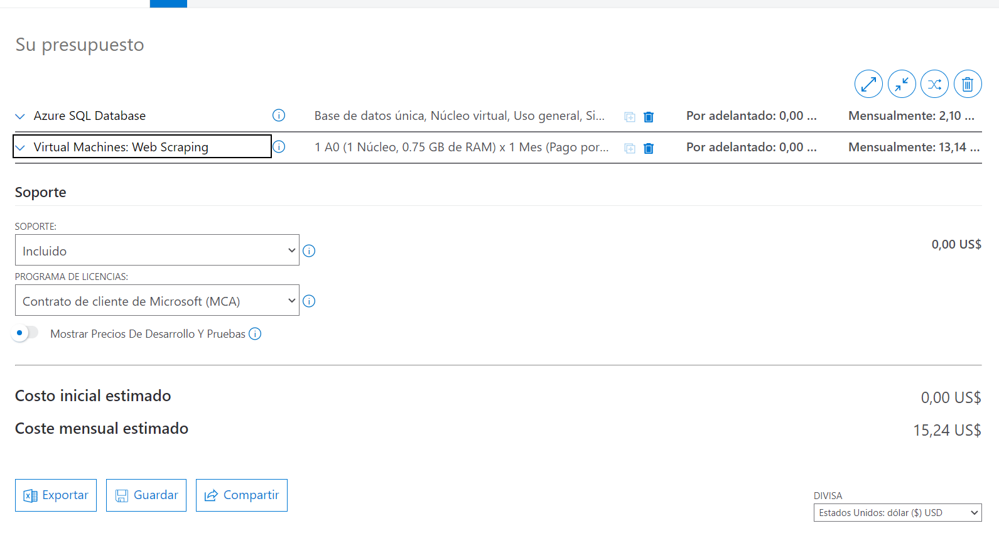 Su presupuesto
Azure SQL Database Base de datos única, Núcleo virtual, Uso general, Si... Por adelantado: 0,00 ... Mensualmente: 2,10 ...
Virtual Machines: Web Scraping 1 A0 (1 Núcleo, 0.75 GB de RAM) x 1 Mes (Pago por... Por adelantado: 0,00 ... Mensualmente: 13,14 ...
Soporte
SOPORTE:
Incluido 0,00 US$
PROGRAMA DE LICENCIAS:
Contrato de cliente de Microsoft (MCA)
Mostrar Precios De Desarrollo Y Pruebas
Costo inicial estimado 0,00 US$
Coste mensual estimado 15,24 US$
Exportar Guardar Compartir
DIVISA
Estados Unidos: dólar ($) USD